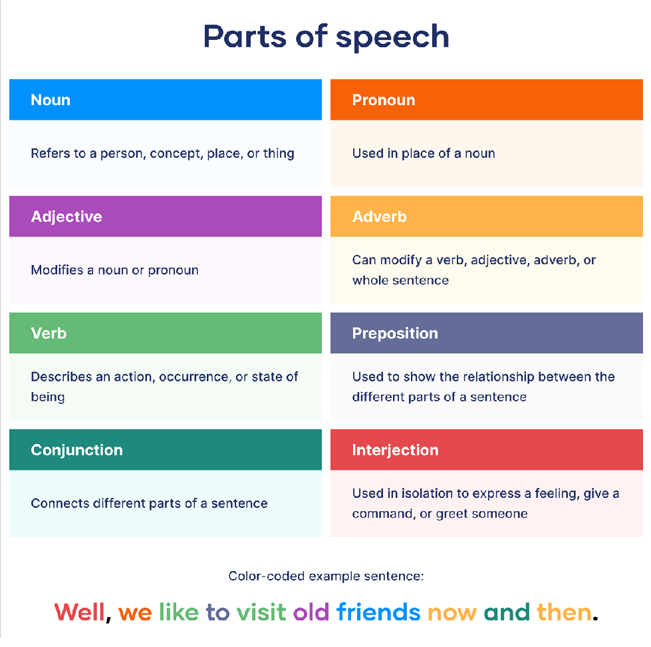 Parts of speech
Noun
Refers to a person, concept, place, or thing
Pronoun
Used in place of a noun
Adjective
Modifies a noun or pronoun
Adverb
Can modify a verb, adjective, adverb, or
whole sentence
Verb
Describes an action, occurrence, or state of
being
Preposition
Used to show the relationship between the
different parts of a sentence
Conjunction
Connects different parts of a sentence
Interjection
Used in isolation to express a feeling, give a
command, or greet someone
Color-coded example sentence:
Well, we like to visit old friends now and then.